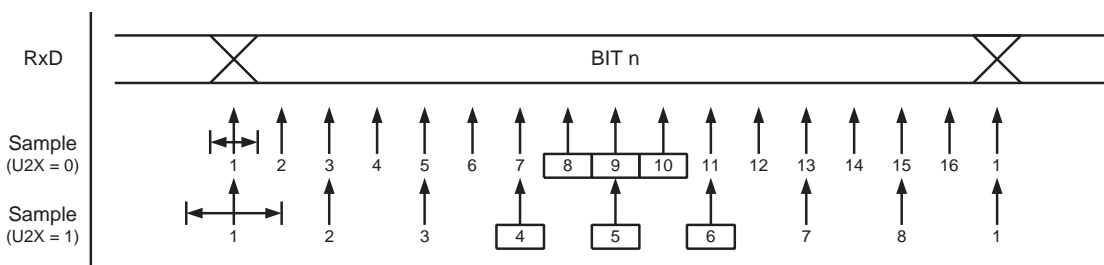 RxD BIT n
Sample
(U2X = 0) 1 2 3 4 5 6 7 8 9 10 11 12 13 14 15 16 1
Sample
(U2X = 1) 1 2 3 4 5 6 7 8 1